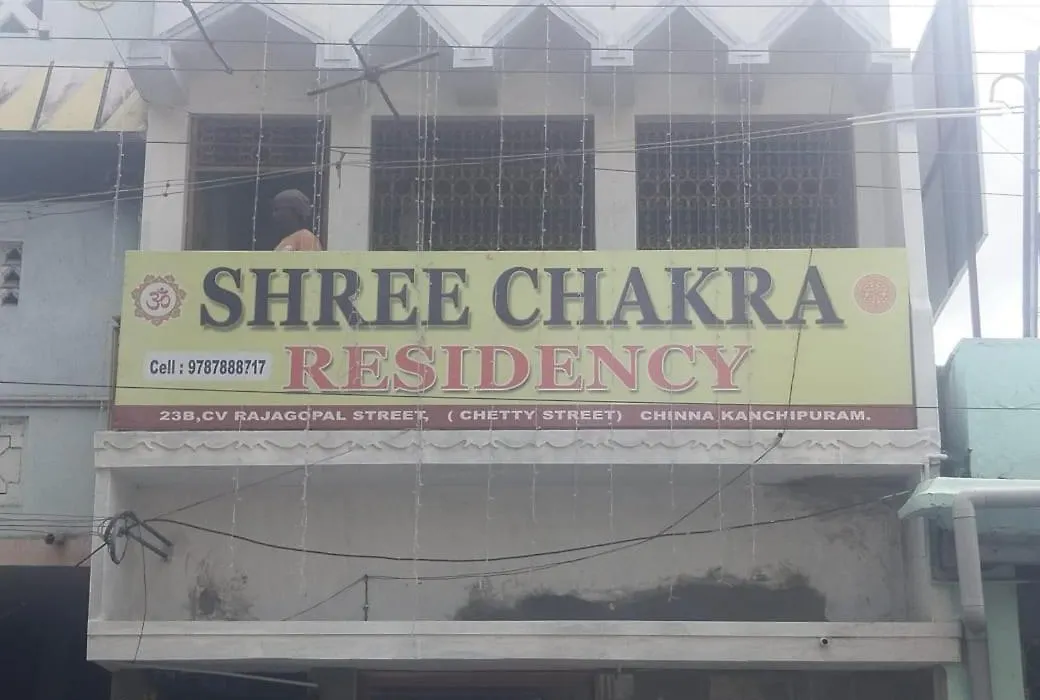 ॐ
SHREE CHAKRA
Cell : 9787888717
RESIDENCY
23B,CV RAJAGOPAL STREET, ( CHETTY STREET) CHINNA KANCHIPURAM.